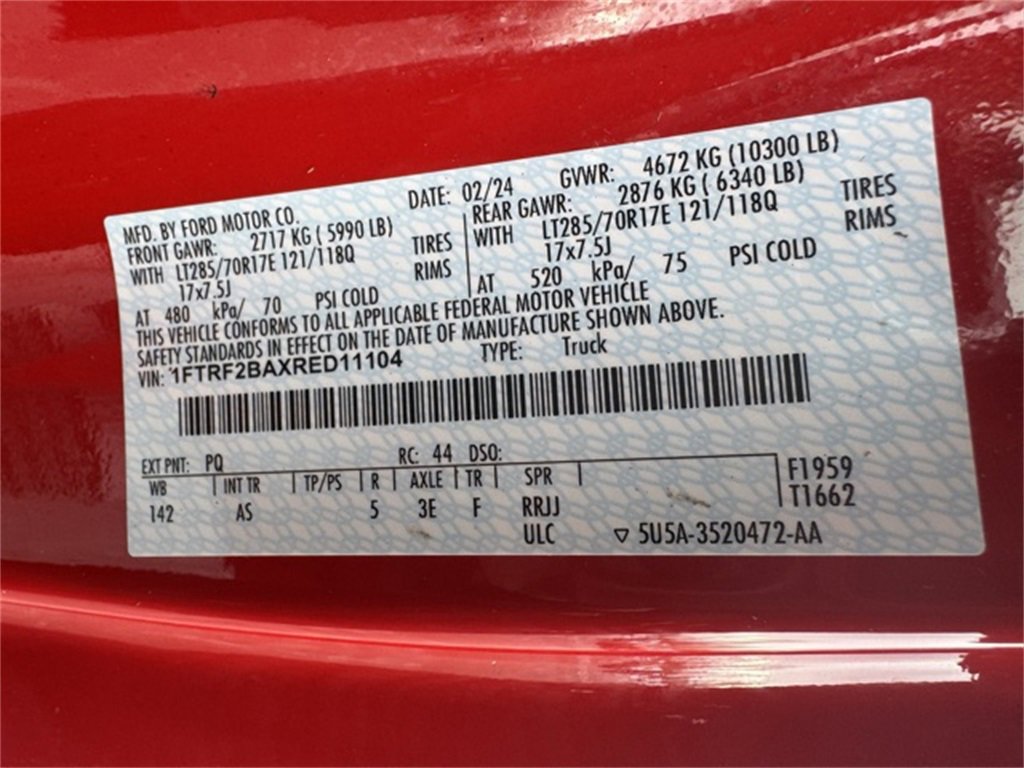 MFD. BY FORD MOTOR CO.
DATE: 02/24
GVWR: 4672 KG (10300 LB)
FRONT GAWR: 2717 KG ( 5990 LB)
REAR GAWR: 2876 KG ( 6340 LB)
WITH LT285/70R17E 121/118Q TIRES
WITH LT285/70R17E 121/118Q TIRES
17x7.5J RIMS
17x7.5J RIMS
AT 480 kPa/ 70 PSI COLD
AT 520 kPa/ 75 PSI COLD
THIS VEHICLE CONFORMS TO ALL APPLICABLE FEDERAL MOTOR VEHICLE
SAFETY STANDARDS IN EFFECT ON THE DATE OF MANUFACTURE SHOWN ABOVE.
VIN: 1FTRF2BAXRED11104 TYPE: Truck
EXT PNT: PQ RC: 44 DSO:
WB INT TR TP/PS R AXLE TR SPR F1959
T1662
142 AS 5 3E F RRJJ
ULC ▽ 5U5A-3520472-AA